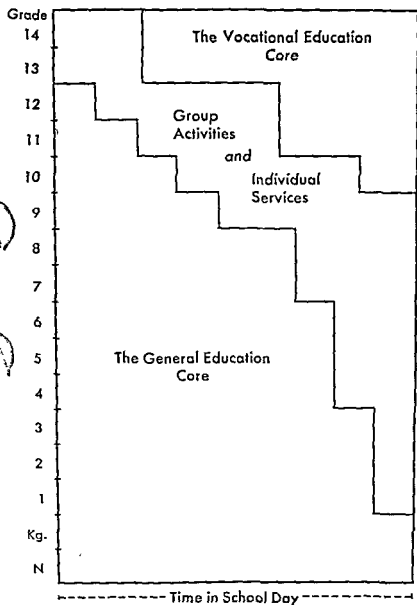 Grade
14
13
12
11
10
9
8
7
6
5
4
3
2
1
Kg.
N
The Vocational Education
Core
Group
Activities
and
Individual
Services
The General Education
Core
Time in School Day